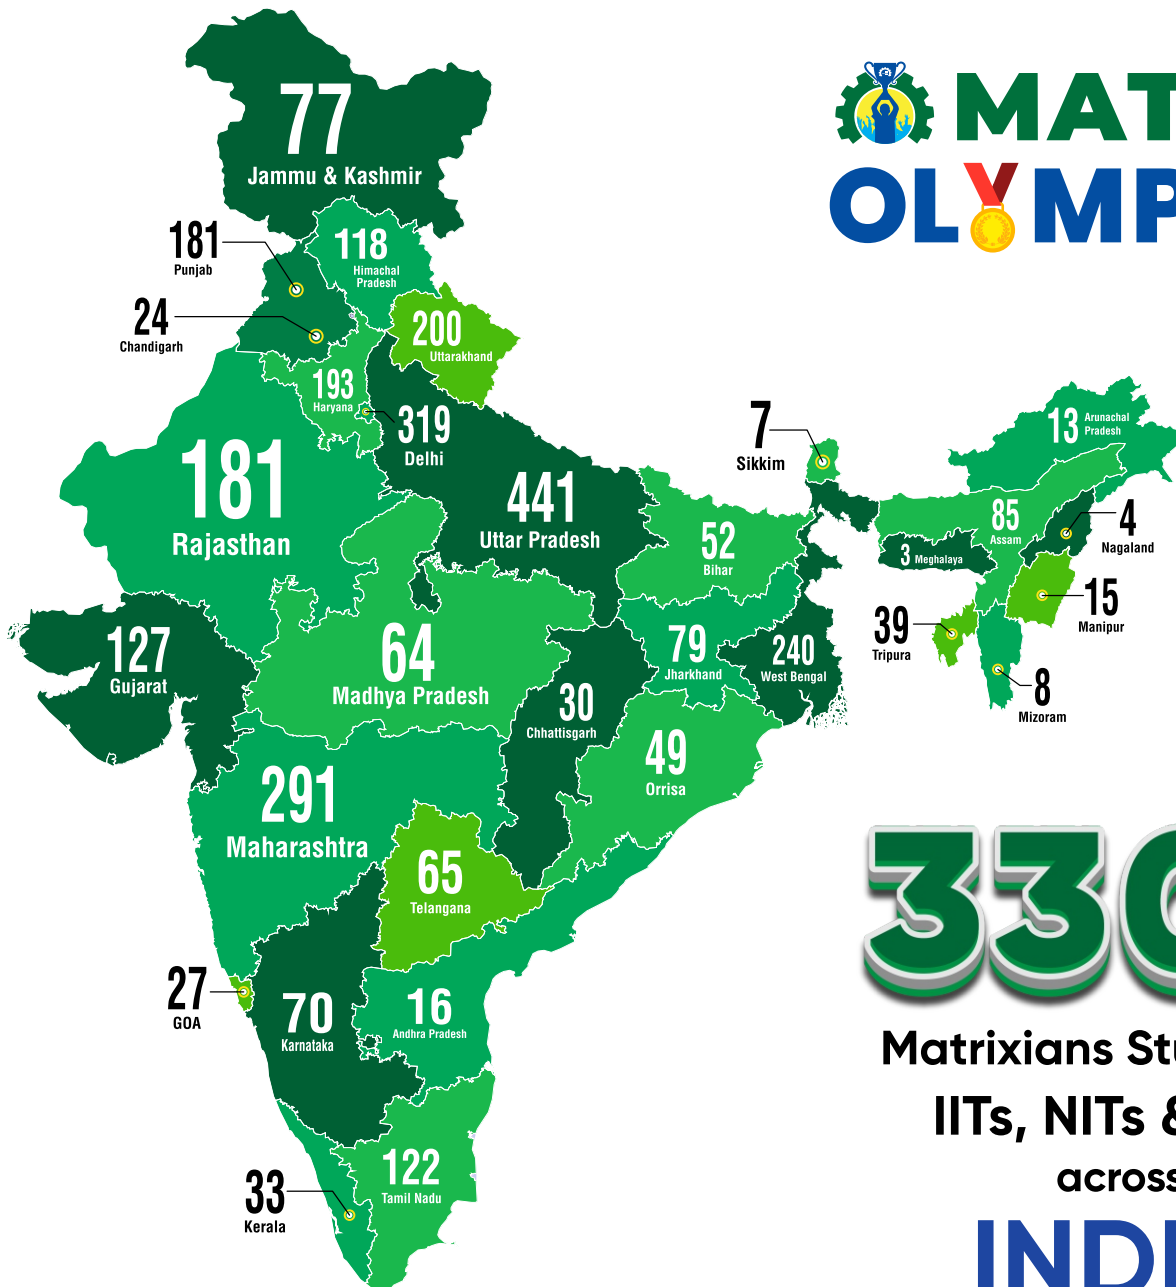 MAT
OLYMP
77
Jammu & Kashmir
181
Punjab
118
Himachal
Pradesh
24
Chandigarh
200
Uttarakhand
193
Haryana
319
Delhi
181
Rajasthan
441
Uttar Pradesh
52
Bihar
7
Sikkim
13
Arunachal
Pradesh
85
Assam
4
Nagaland
3 Meghalaya
15
Manipur
39
Tripura
8
Mizoram
127
Gujarat
64
Madhya Pradesh
79
Jharkhand
240
West Bengal
30
Chhattisgarh
49
Orrisa
291
Maharashtra
65
Telangana
27
GOA
70
Karnataka
16
Andhra Pradesh
122
Tamil Nadu
33
Kerala
330
Matrixians Stu
IITs, NITs &
across
INDI